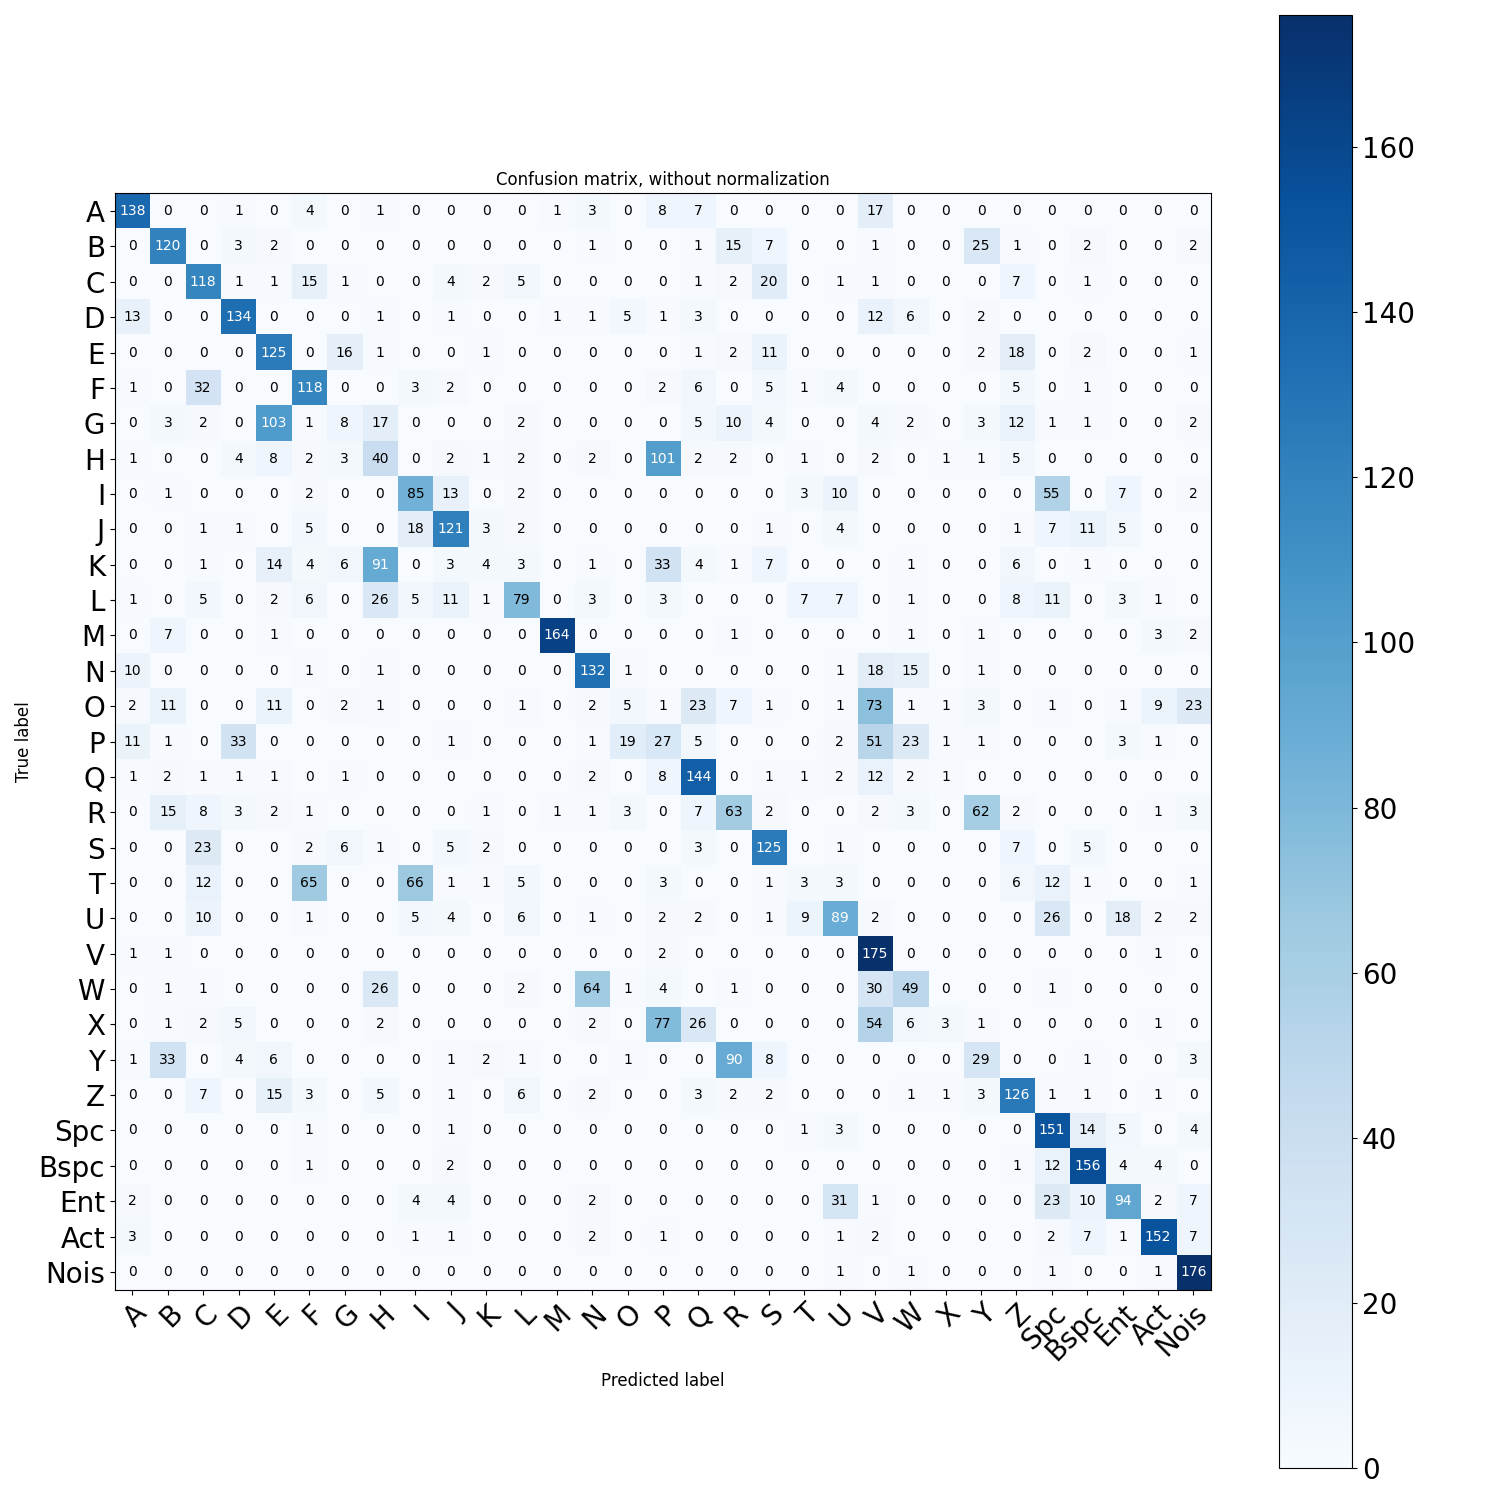 Confusion matrix, without normalization
A 138 0 0 1 0 4 0 1 0 0 0 0 1 3 0 8 7 0 0 0 0 17 0 0 0 0 0 0 0 0 0
B 0 120 0 3 2 0 0 0 0 0 0 0 0 1 0 0 1 15 7 0 0 1 0 0 25 1 0 2 0 0 2
C 0 0 118 1 1 15 1 0 0 4 2 5 0 0 0 0 1 2 20 0 1 1 0 0 0 7 0 1 0 0 0
D 13 0 0 134 0 0 0 1 0 1 0 0 1 1 5 1 3 0 0 0 0 12 6 0 2 0 0 0 0 0 0
E 0 0 0 0 125 0 16 1 0 0 1 0 0 0 0 0 1 2 11 0 0 0 0 0 2 18 0 2 0 0 1
F 1 0 32 0 0 118 0 0 3 2 0 0 0 0 0 2 6 0 5 1 4 0 0 0 0 5 0 1 0 0 0
G 0 3 2 0 103 1 8 17 0 0 0 2 0 0 0 0 5 10 4 0 0 4 2 0 3 12 1 1 0 0 2
H 1 0 0 4 8 2 3 40 0 2 1 2 0 2 0 101 2 2 0 1 0 2 0 1 1 5 0 0 0 0 0
I 0 1 0 0 0 2 0 0 85 13 0 2 0 0 0 0 0 0 0 3 10 0 0 0 0 0 55 0 7 0 2
J 0 0 1 1 0 5 0 0 18 121 3 2 0 0 0 0 0 0 1 0 4 0 0 0 0 1 7 11 5 0 0
K 0 0 1 0 14 4 6 91 0 3 4 3 0 1 0 33 4 1 7 0 0 0 1 0 0 6 0 1 0 0 0
L 1 0 5 0 2 6 0 26 5 11 1 79 0 3 0 3 0 0 0 7 7 0 1 0 0 8 11 0 3 1 0
M 0 7 0 0 1 0 0 0 0 0 0 0 164 0 0 0 0 1 0 0 0 0 1 0 1 0 0 0 0 3 2
N 10 0 0 0 0 1 0 1 0 0 0 0 0 132 1 0 0 0 0 0 1 18 15 0 1 0 0 0 0 0 0
O 2 11 0 0 11 0 2 1 0 0 0 1 0 2 5 1 23 7 1 0 1 73 1 1 3 0 1 0 1 9 23
P 11 1 0 33 0 0 0 0 0 1 0 0 0 1 19 27 5 0 0 0 2 51 23 1 1 0 0 0 3 1 0
Q 1 2 1 1 1 0 1 0 0 0 0 0 0 2 0 8 144 0 1 1 2 12 2 1 0 0 0 0 0 0 0
R 0 15 8 3 2 1 0 0 0 0 1 0 1 1 3 0 7 63 2 0 0 2 3 0 62 2 0 0 0 1 3
S 0 0 23 0 0 2 6 1 0 5 2 0 0 0 0 0 3 0 125 0 1 0 0 0 0 7 0 5 0 0 0
T 0 0 12 0 0 65 0 0 66 1 1 5 0 0 0 3 0 0 1 3 3 0 0 0 0 6 12 1 0 0 1
U 0 0 10 0 0 1 0 0 5 4 0 6 0 1 0 2 2 0 1 9 89 2 0 0 0 0 26 0 18 2 2
V 1 1 0 0 0 0 0 0 0 0 0 0 0 0 0 2 0 0 0 0 0 175 0 0 0 0 0 0 0 1 0
W 0 1 1 0 0 0 0 26 0 0 0 2 0 64 1 4 0 1 0 0 0 30 49 0 0 0 1 0 0 0 0
X 0 1 2 5 0 0 0 2 0 0 0 0 0 2 0 77 26 0 0 0 0 54 6 3 1 0 0 0 0 1 0
Y 1 33 0 4 6 0 0 0 0 1 2 1 0 0 1 0 0 90 8 0 0 0 0 0 29 0 0 1 0 0 3
Z 0 0 7 0 15 3 0 5 0 1 0 6 0 2 0 0 3 2 2 0 0 0 1 1 3 126 1 1 0 1 0
Spc 0 0 0 0 0 1 0 0 0 1 0 0 0 0 0 0 0 0 0 1 3 0 0 0 0 0 151 14 5 0 4
Bspc 0 0 0 0 0 1 0 0 0 2 0 0 0 0 0 0 0 0 0 0 0 0 0 0 0 1 12 156 4 4 0
Ent 2 0 0 0 0 0 0 0 4 4 0 0 0 2 0 0 0 0 0 0 31 1 0 0 0 0 23 10 94 2 7
Act 3 0 0 0 0 0 0 0 1 1 0 0 0 2 0 1 0 0 0 0 1 2 0 0 0 0 2 7 1 152 7
Nois 0 0 0 0 0 0 0 0 0 0 0 0 0 0 0 0 0 0 0 0 1 0 1 0 0 0 1 0 0 1 176
A B C D E F G H I J K L M N O P Q R S T U V W X Y Z Spc Bspc Ent Act Nois
Predicted label
True label
160
140
120
100
80
60
40
20
0